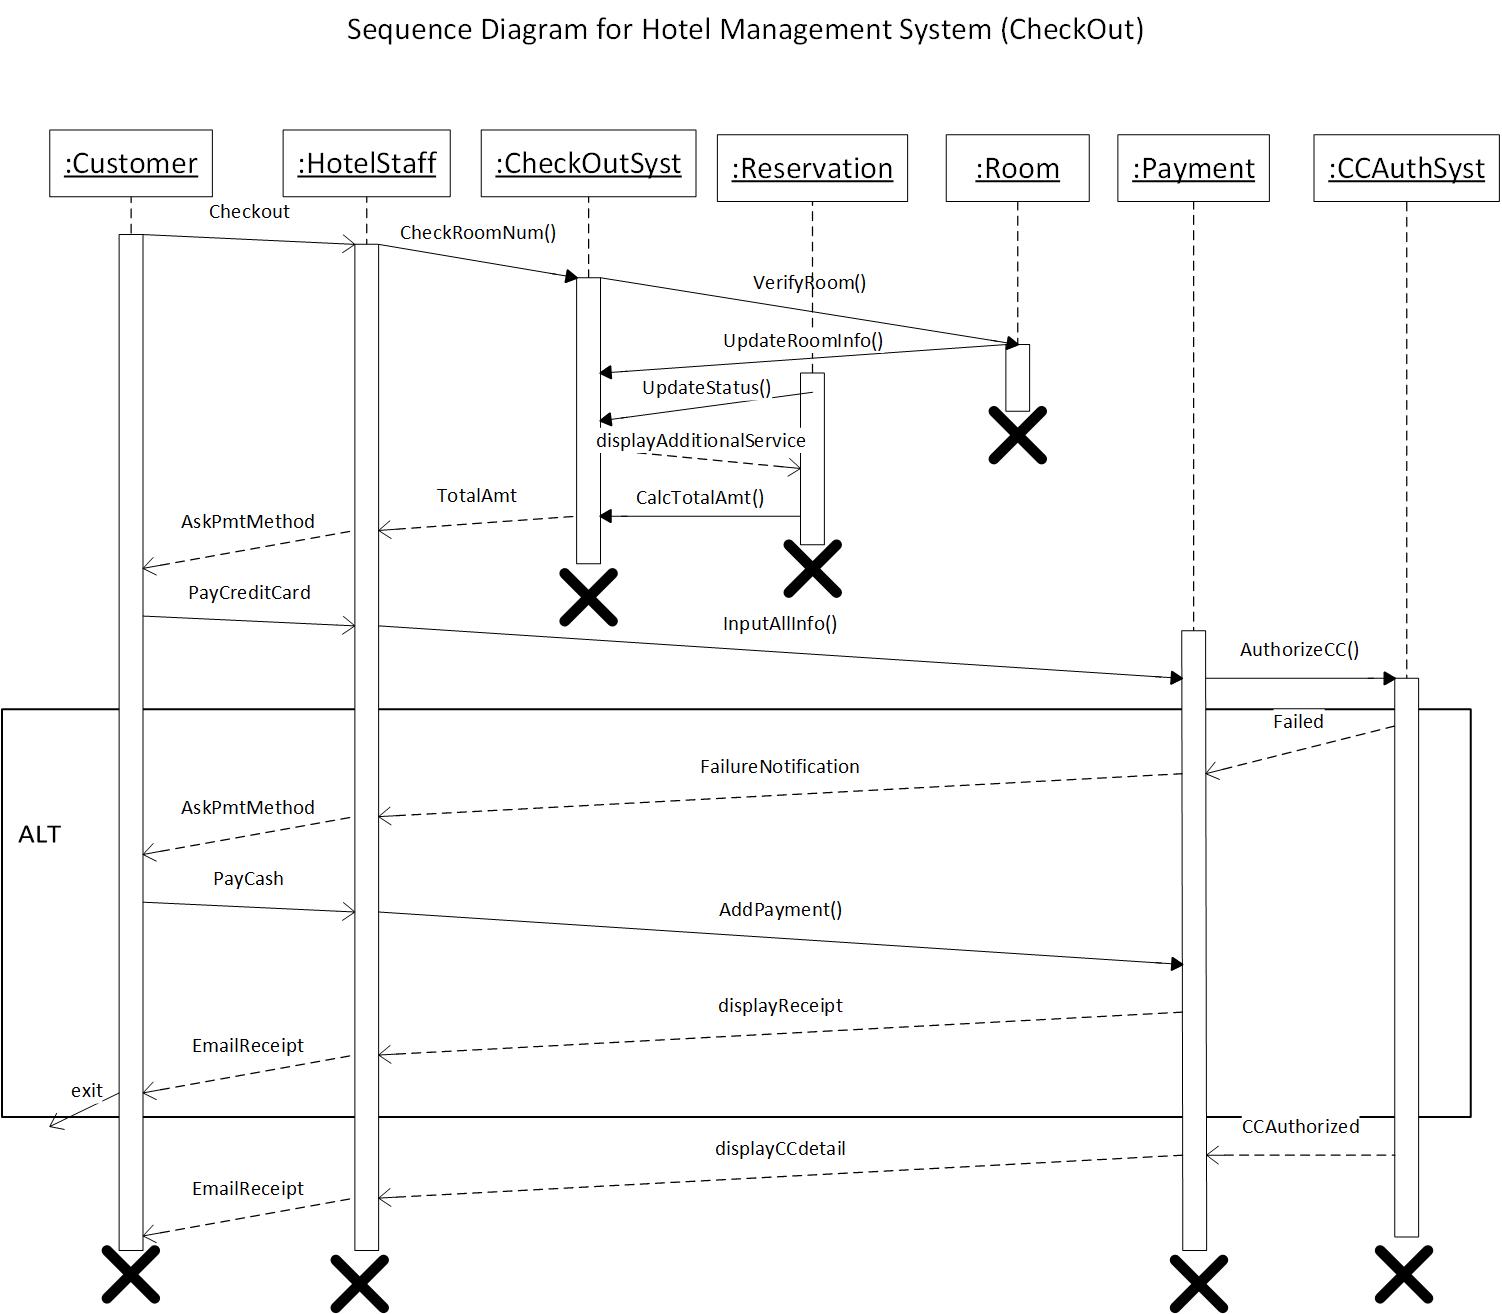 Sequence Diagram for Hotel Management System (CheckOut)
:Customer
:HotelStaff
:CheckOutSyst
:Reservation
:Room
:Payment
:CCAuthSyst
Checkout
CheckRoomNum()
VerifyRoom()
UpdateRoomInfo()
UpdateStatus()
displayAdditionalService
CalcTotalAmt()
TotalAmt
AskPmtMethod
PayCreditCard
InputAllInfo()
AuthorizeCC()
ALT
Failed
FailureNotification
AskPmtMethod
PayCash
AddPayment()
displayReceipt
EmailReceipt
exit
CCAuthorized
displayCCdetail
EmailReceipt